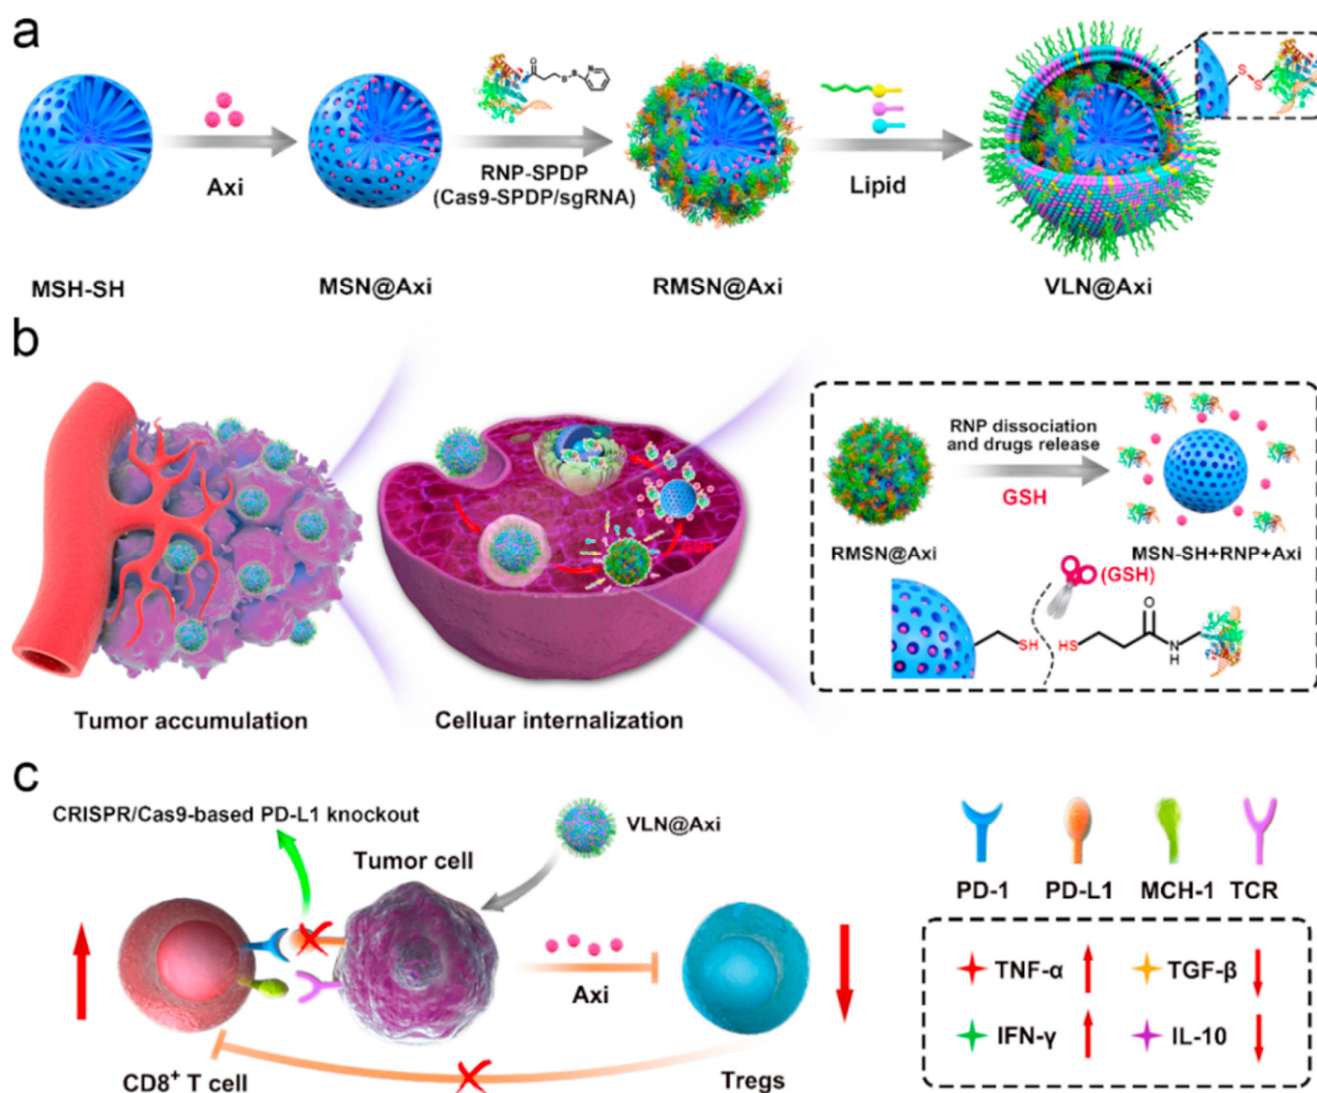 a
Axi
RNP-SPDP
(Cas9-SPDP/sgRNA)
Lipid
S
S
O
S
S
N
MSH-SH
MSN@Axi
RMSN@Axi
VLN@Axi
b
GSH
RNP dissociation
and drugs release
GSH
RMSN@Axi
MSN-SH+RNP+Axi
(GSH)
SH
HS
O
N
H
Tumor accumulation
Celluar internalization
c
CRISPR/Cas9-based PD-L1 knockout
VLN@Axi
Tumor cell
Axi
CD8+ T cell
Tregs
PD-1
PD-L1
MCH-1
TCR
TNF-α
TGF-β
IFN-γ
IL-10